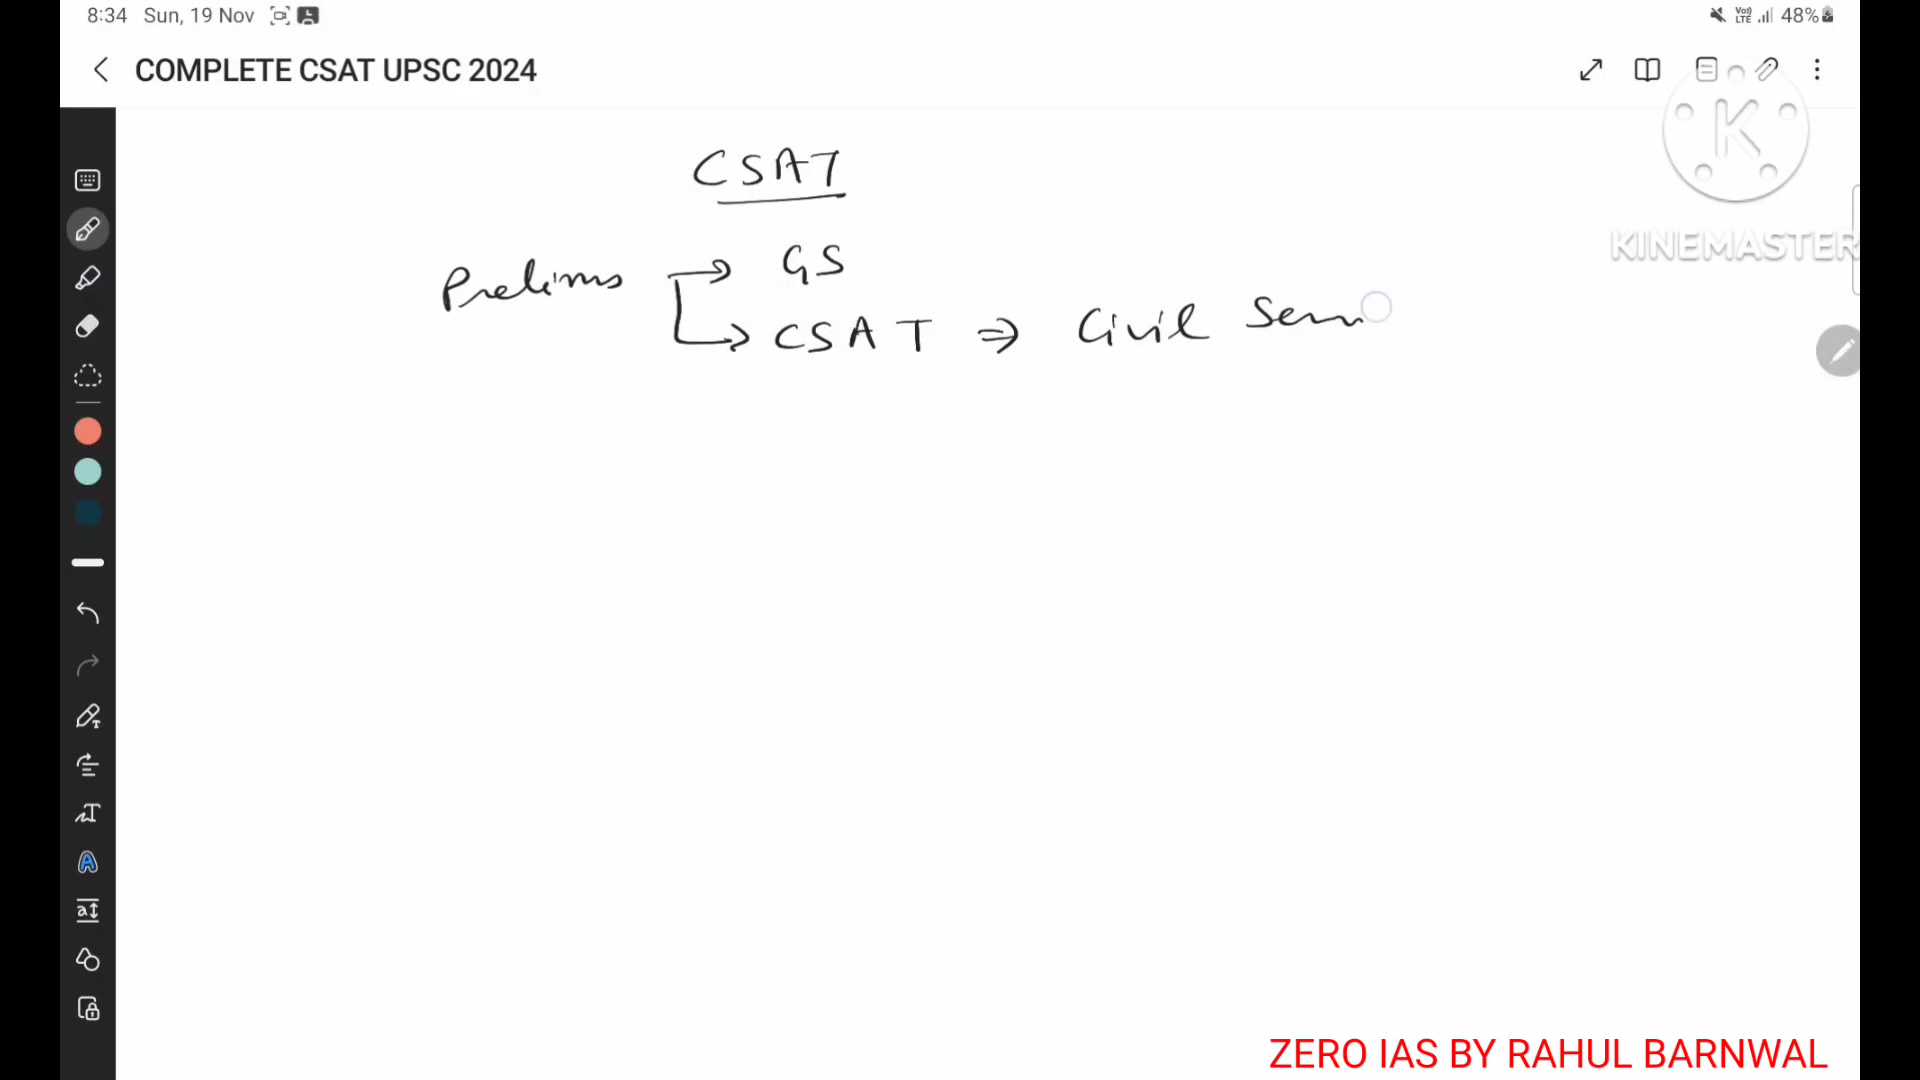 8:34 Sun, 19 Nov 48%
COMPLETE CSAT UPSC 2024
CSAT
Prelims → GS
→ CSAT ⇒ Civil Serv
K
KINEMASTER
ZERO IAS BY RAHUL BARNWAL